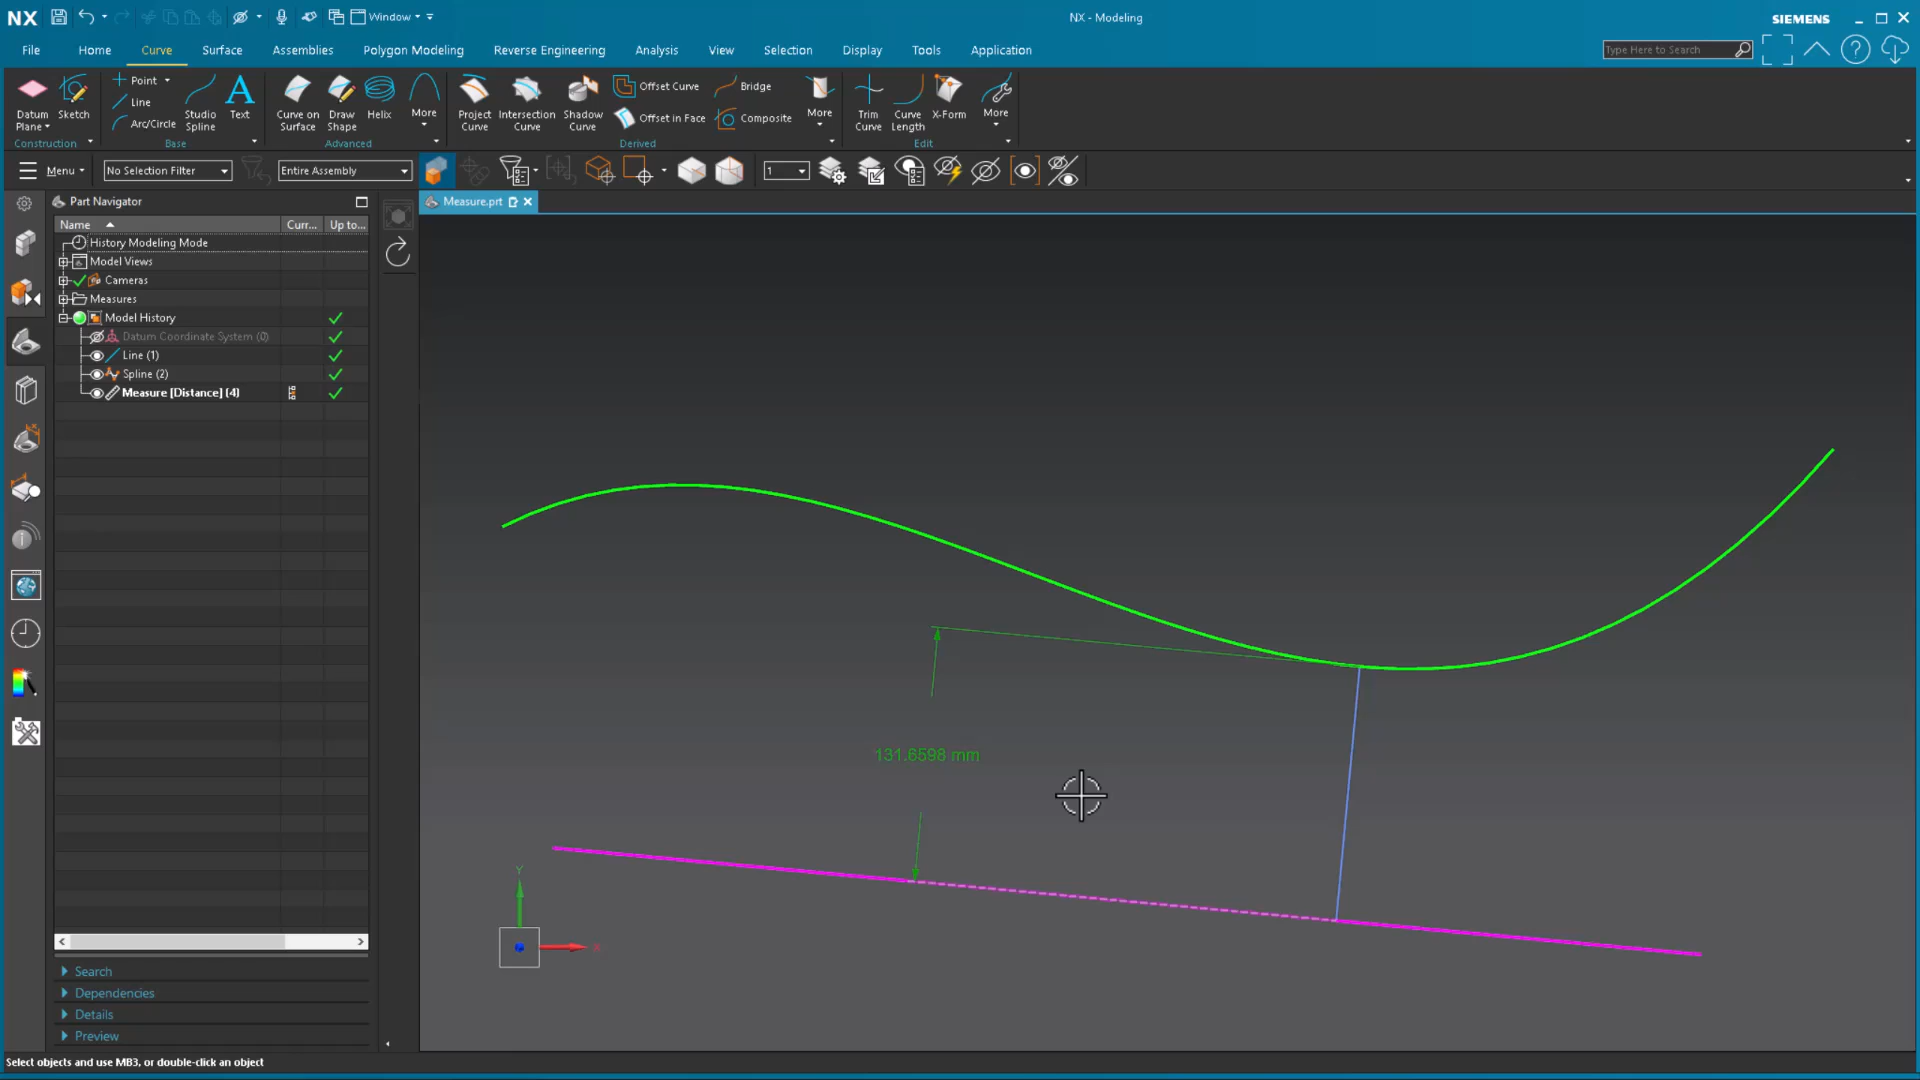 NX
Window
NX - Modeling
SIEMENS
File Home Curve Surface Assemblies Polygon Modeling Reverse Engineering Analysis View Selection Display Tools Application
Type Here to Search
Datum Plane
Sketch
Point
Line
Arc/Circle
Studio Spline
Text
Curve on Surface
Draw Shape
Helix
More
Project Curve
Intersection Curve
Shadow Curve
Offset Curve
Offset in Face
Bridge
Composite
More
Trim Curve
Curve Length
X-Form
More
Construction Base Advanced Derived Edit
Menu
No Selection Filter
Entire Assembly
1
Part Navigator
Measure.prt
Name Curr... Up to...
History Modeling Mode
Model Views
Cameras
Measures
Model History
Datum Coordinate System (0)
Line (1)
Spline (2)
Measure [Distance] (4)
131.6598 mm
Y
X
Search
Dependencies
Details
Preview
Select objects and use MB3, or double-click an object